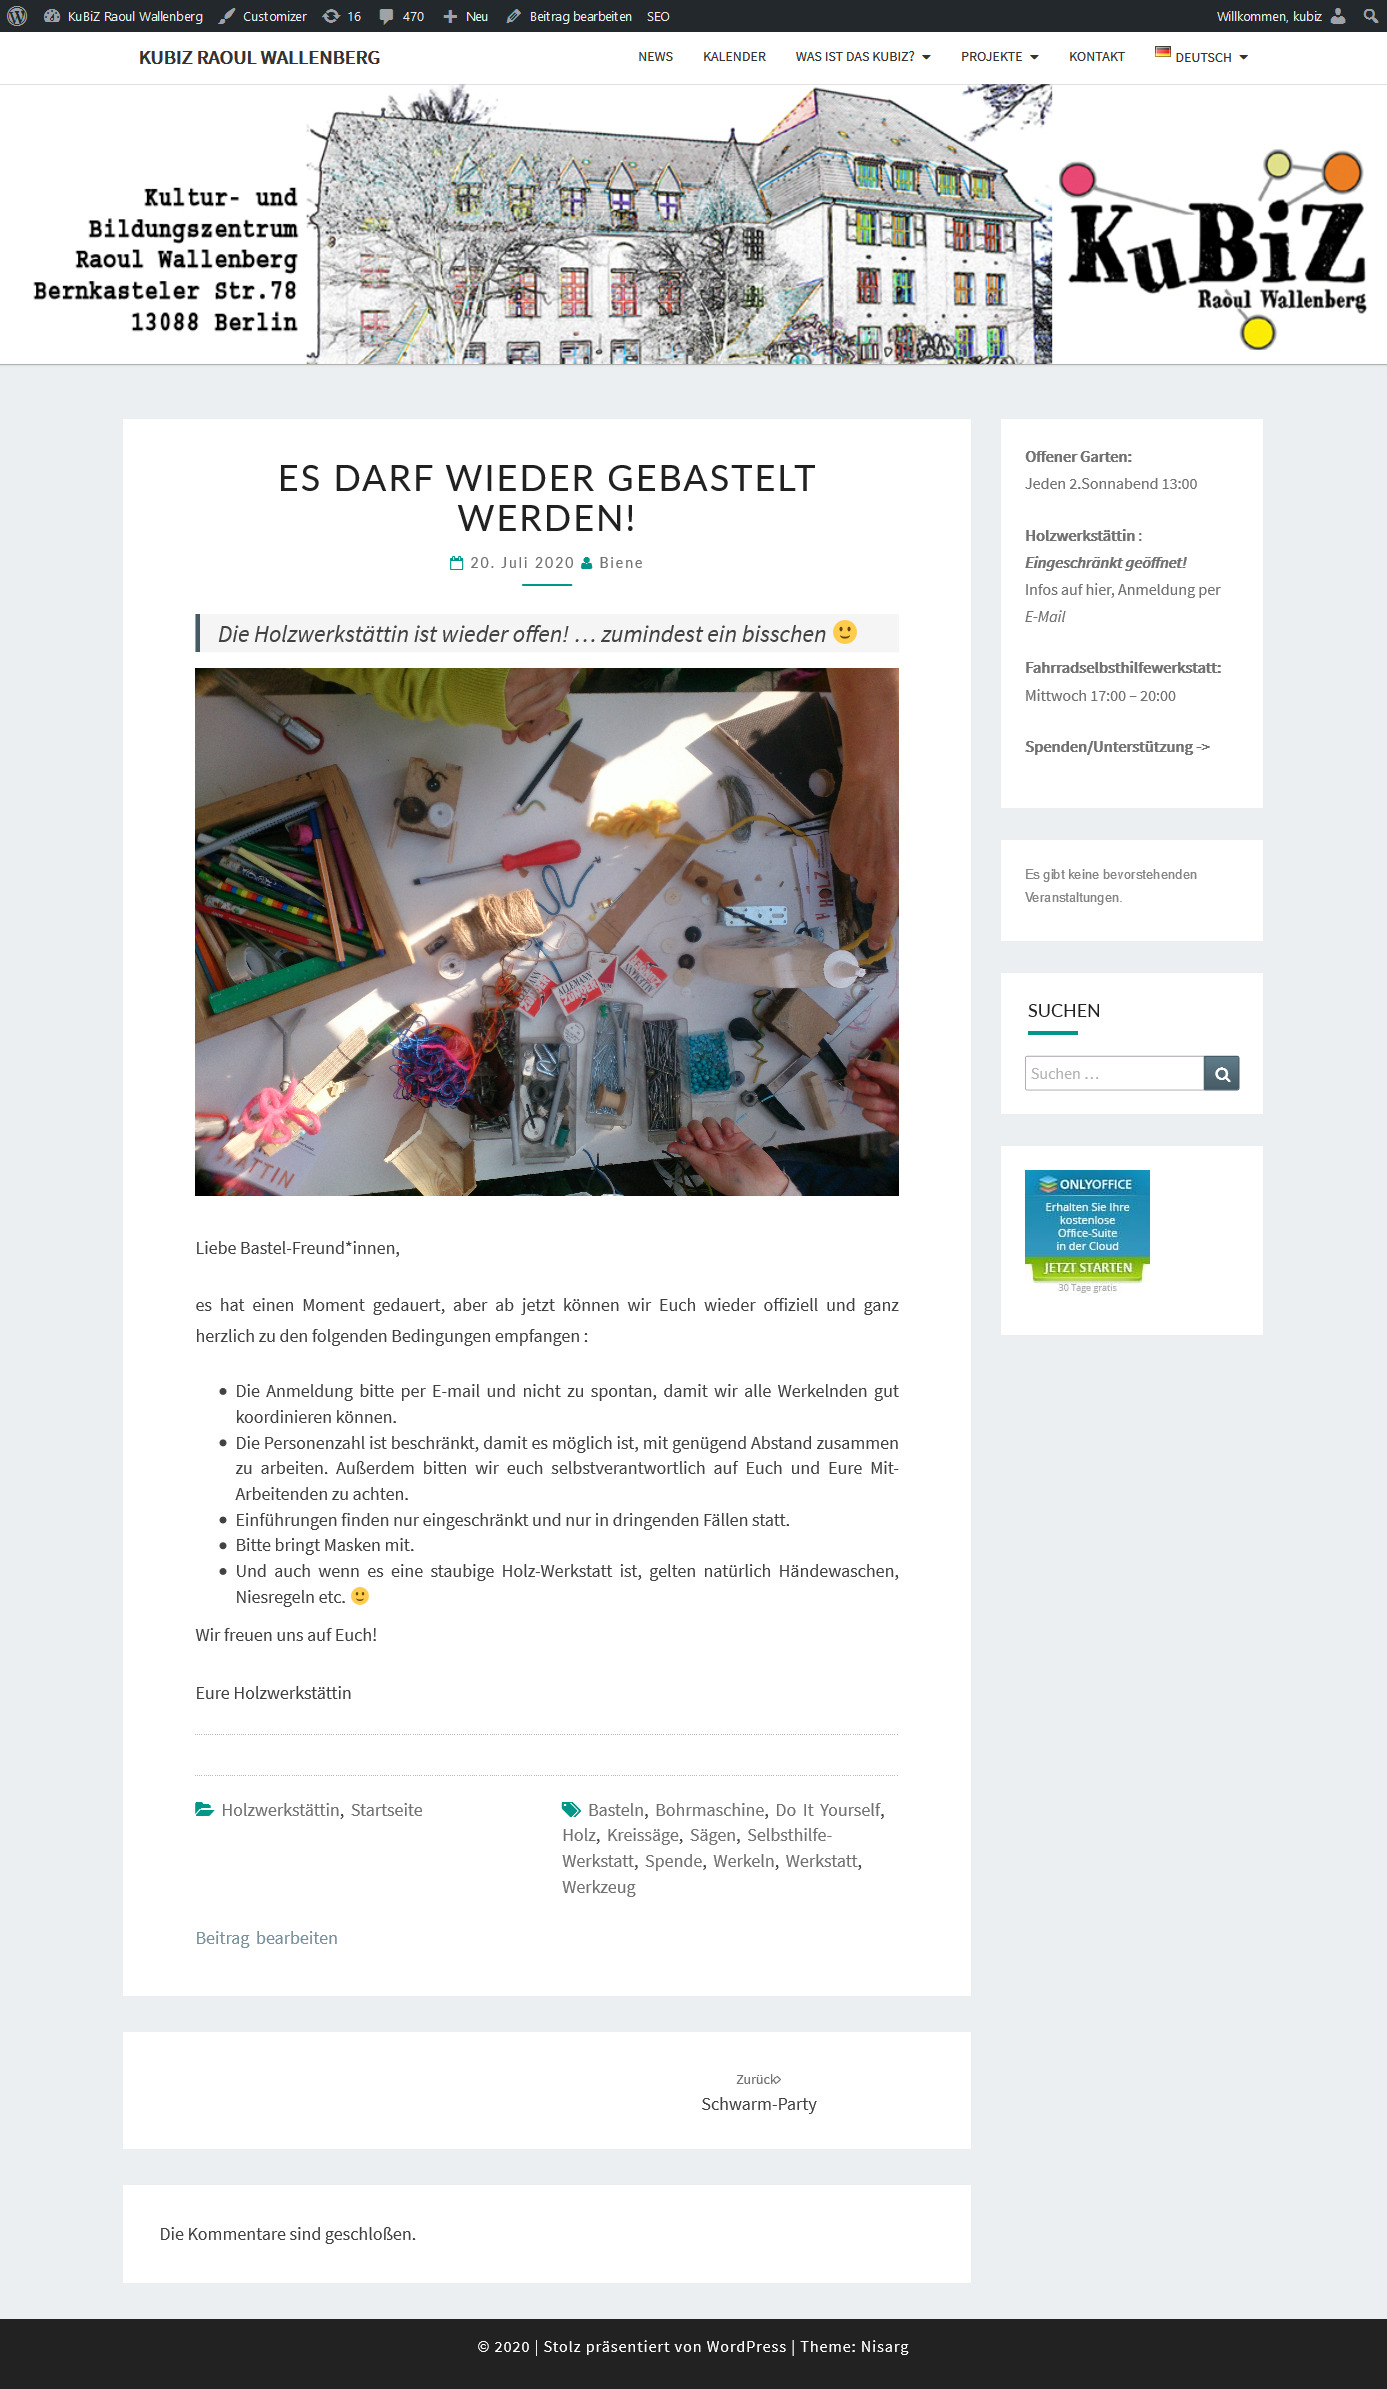 KuBiZ Raoul Wallenberg Customizer 16 470 Neu Beitrag bearbeiten SEO Willkommen, kubiz
KUBIZ RAOUL WALLENBERG NEWS KALENDER WAS IST DAS KUBIZ? PROJEKTE KONTAKT DEUTSCH
Kultur- und
Bildungszentrum
Raoul Wallenberg
Bernkasteler Str.78
13088 Berlin
KuBiZ
Raoul Wallenberg
ES DARF WIEDER GEBASTELT
WERDEN!
20. Juli 2020 Biene
Die Holzwerkstättin ist wieder offen! … zumindest ein bisschen 🙂
HOLZ
ALLEMANN
ZÜNDER
TTIN
Liebe Bastel-Freund*innen,
es hat einen Moment gedauert, aber ab jetzt können wir Euch wieder offiziell und ganz
herzlich zu den folgenden Bedingungen empfangen :
• Die Anmeldung bitte per E-mail und nicht zu spontan, damit wir alle Werkelnden gut
koordinieren können.
• Die Personenzahl ist beschränkt, damit es möglich ist, mit genügend Abstand zusammen
zu arbeiten. Außerdem bitten wir euch selbstverantwortlich auf Euch und Eure Mit-
Arbeitenden zu achten.
• Einführungen finden nur eingeschränkt und nur in dringenden Fällen statt.
• Bitte bringt Masken mit.
• Und auch wenn es eine staubige Holz-Werkstatt ist, gelten natürlich Händewaschen,
Niesregeln etc. 🙂
Wir freuen uns auf Euch!
Eure Holzwerkstättin
Holzwerkstättin, Startseite
Basteln, Bohrmaschine, Do It Yourself,
Holz, Kreissäge, Sägen, Selbsthilfe-
Werkstatt, Spende, Werkeln, Werkstatt,
Werkzeug
Beitrag bearbeiten
Zurück
Schwarm-Party
Die Kommentare sind geschloßen.
Offener Garten:
Jeden 2.Sonnabend 13:00
Holzwerkstättin :
Eingeschränkt geöffnet!
Infos auf hier, Anmeldung per
E-Mail
Fahrradselbsthilfewerkstatt:
Mittwoch 17:00 – 20:00
Spenden/Unterstützung ->
Es gibt keine bevorstehenden
Veranstaltungen.
SUCHEN
Suchen …
ONLYOFFICE
Erhalten Sie Ihre
kostenlose
Office-Suite
in der Cloud
JETZT STARTEN
30 Tage gratis
© 2020 | Stolz präsentiert von WordPress | Theme: Nisarg